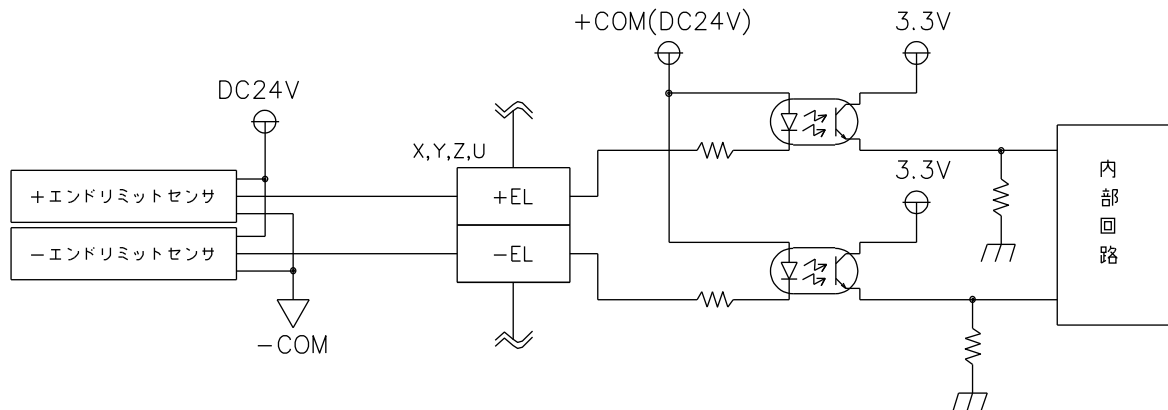 +COM(DC24V)
3.3V
DC24V
X,Y,Z,U
+エンドリミットセンサ
+EL
3.3V
内部回路
−エンドリミットセンサ
−EL
−COM